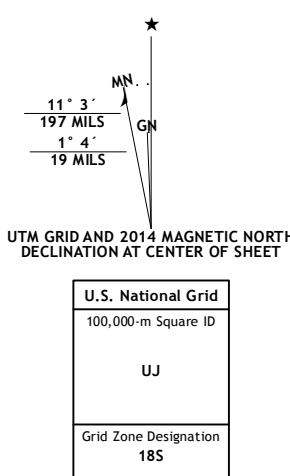 ★
MN
GN
11° 3´
197 MILS
1° 4´
19 MILS
UTM GRID AND 2014 MAGNETIC NORTH
DECLINATION AT CENTER OF SHEET
U.S. National Grid
100,000-m Square ID
UJ
Grid Zone Designation
18S